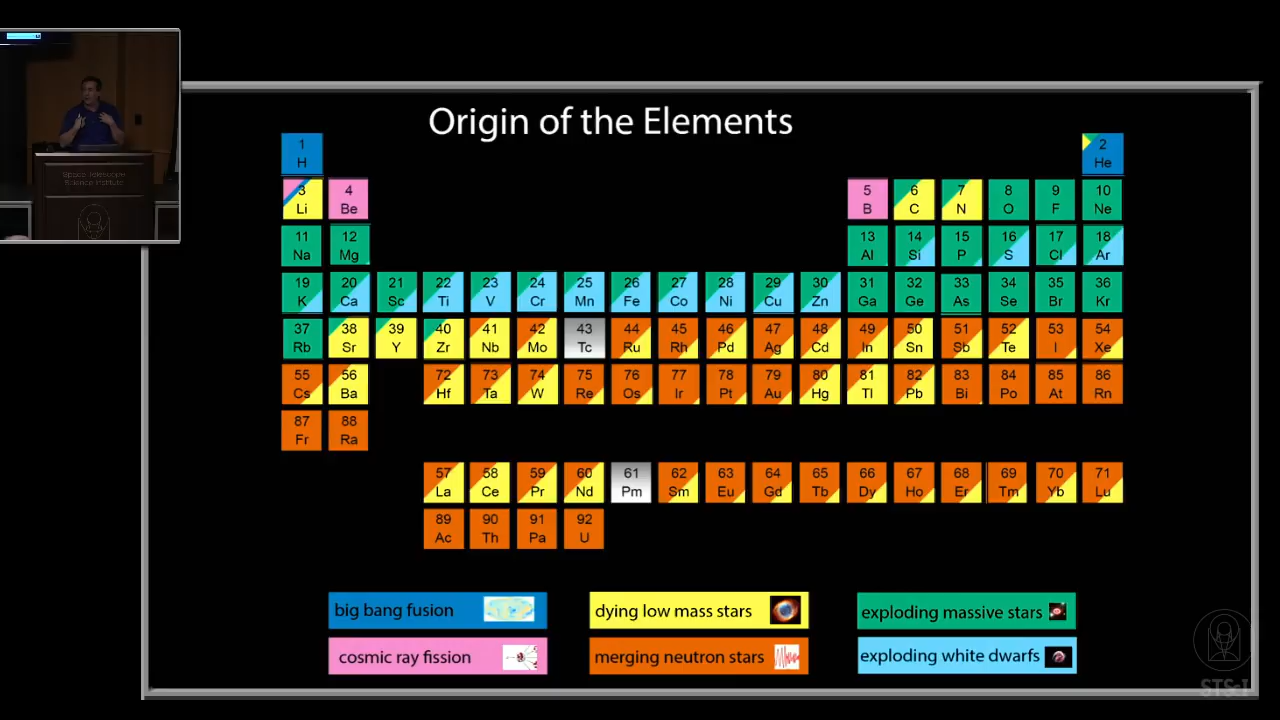 Origin of the Elements
1 2
H He
3 4 5 6 7 8 9 10
Li Be B C N O F Ne
11 12 13 14 15 16 17 18
Na Mg Al Si P S Cl Ar
19 20 21 22 23 24 25 26 27 28 29 30 31 32 33 34 35 36
K Ca Sc Ti V Cr Mn Fe Co Ni Cu Zn Ga Ge As Se Br Kr
37 38 39 40 41 42 43 44 45 46 47 48 49 50 51 52 53 54
Rb Sr Y Zr Nb Mo Tc Ru Rh Pd Ag Cd In Sn Sb Te I Xe
55 56 72 73 74 75 76 77 78 79 80 81 82 83 84 85 86
Cs Ba Hf Ta W Re Os Ir Pt Au Hg Tl Pb Bi Po At Rn
87 88
Fr Ra
57 58 59 60 61 62 63 64 65 66 67 68 69 70 71
La Ce Pr Nd Pm Sm Eu Gd Tb Dy Ho Er Tm Yb Lu
89 90 91 92
Ac Th Pa U
big bang fusion dying low mass stars exploding massive stars
cosmic ray fission merging neutron stars exploding white dwarfs
Space Telescope
Science Institute
STScI